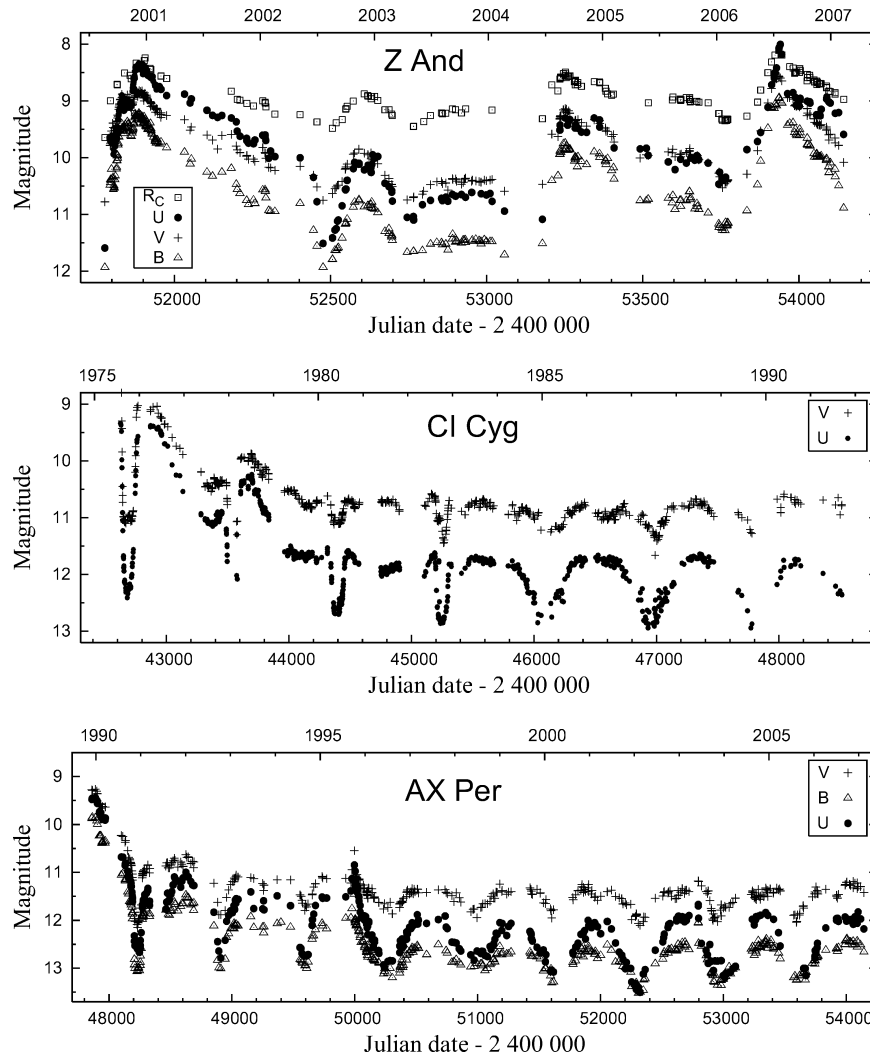 2001 2002 2003 2004 2005 2006 2007
Z And
8
9
10
11
12
Magnitude
R_C
U
V
B
52000 52500 53000 53500 54000
Julian date - 2 400 000
1975 1980 1985 1990
CI Cyg
V
U
9
10
11
12
13
Magnitude
43000 44000 45000 46000 47000 48000
Julian date - 2 400 000
1990 1995 2000 2005
AX Per
V
B
U
9
10
11
12
13
Magnitude
48000 49000 50000 51000 52000 53000 54000
Julian date - 2 400 000